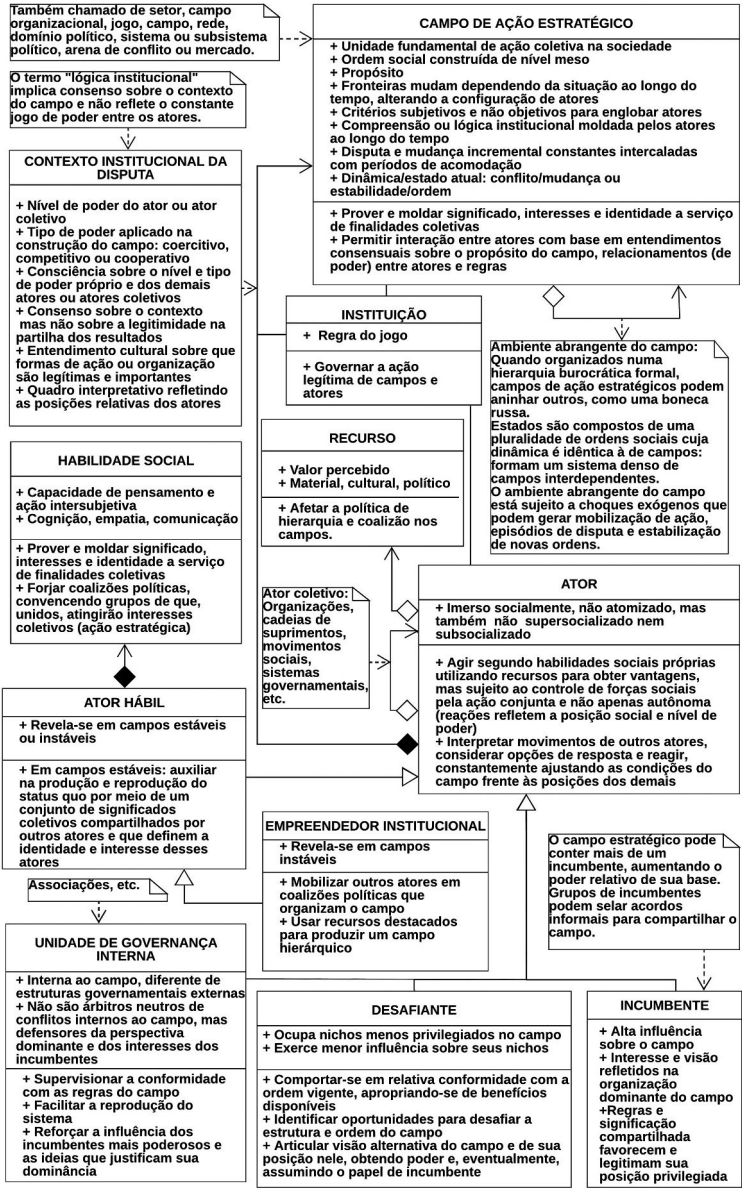 Também chamado de setor, campo
organizacional, jogo, campo, rede,
domínio político, sistema ou subsistema
político, arena de conflito ou mercado.
O termo "lógica institucional"
implica consenso sobre o contexto
do campo e não reflete o constante
jogo de poder entre os atores.
CAMPO DE AÇÃO ESTRATÉGICO
+ Unidade fundamental de ação coletiva na sociedade
+ Ordem social construída de nível meso
+ Propósito
+ Fronteiras mudam dependendo da situação ao longo do
tempo, alterando a configuração de atores
+ Critérios subjetivos e não objetivos para englobar atores
+ Compreensão ou lógica institucional moldada pelos atores
ao longo do tempo
+ Disputa e mudança incremental constantes intercaladas
com períodos de acomodação
+ Dinâmica/estado atual: conflito/mudança ou
estabilidade/ordem
+ Prover e moldar significado, interesses e identidade a serviço
de finalidades coletivas
+ Permitir interação entre atores com base em entendimentos
consensuais sobre o propósito do campo, relacionamentos (de
poder) entre atores e regras
CONTEXTO INSTITUCIONAL DA
DISPUTA
+ Nível de poder do ator ou ator
coletivo
+ Tipo de poder aplicado na
construção do campo: coercitivo,
competitivo ou cooperativo
+ Consciência sobre o nível e tipo
de poder próprio e dos demais
atores ou atores coletivos
+ Consenso sobre o contexto
mas não sobre a legitimidade na
partilha dos resultados
+ Entendimento cultural sobre que
formas de ação ou organização
são legítimas e importantes
+ Quadro interpretativo refletindo
as posições relativas dos atores
INSTITUIÇÃO
+ Regra do jogo
+ Governar a ação
legítima de campos e
atores
Ambiente abrangente do campo:
Quando organizados numa
hierarquia burocrática formal,
campos de ação estratégicos podem
aninhar outros, como uma boneca
russa.
Estados são compostos de uma
pluralidade de ordens sociais cuja
dinâmica é idêntica à de campos:
formam um sistema denso de
campos interdependentes.
O ambiente abrangente do campo
está sujeito a choques exógenos que
podem gerar mobilização de ação,
episódios de disputa e estabilização
de novas ordens.
RECURSO
+ Valor percebido
+ Material, cultural, político
+ Afetar a política de
hierarquia e coalizão nos
campos.
HABILIDADE SOCIAL
+ Capacidade de pensamento e
ação intersubjetiva
+ Cognição, empatia, comunicação
+ Prover e moldar significado,
interesses e identidade a serviço
de finalidades coletivas
+ Forjar coalizões políticas,
convencendo grupos de que,
unidos, atingirão interesses
coletivos (ação estratégica)
Ator coletivo:
Organizações,
cadeias de
suprimentos,
movimentos
sociais,
sistemas
governamentais,
etc.
ATOR
+ Imerso socialmente, não atomizado, mas
também não supersocializado nem
subsocializado
+ Agir segundo habilidades sociais próprias
utilizando recursos para obter vantagens,
mas sujeito ao controle de forças sociais
pela ação conjunta e não apenas autônoma
(reações refletem a posição social e nível de
poder)
+ Interpretar movimentos de outros atores,
considerar opções de resposta e reagir,
constantemente ajustando as condições do
campo frente às posições dos demais
ATOR HÁBIL
+ Revela-se em campos estáveis
ou instáveis
+ Em campos estáveis: auxiliar
na produção e reprodução do
status quo por meio de um
conjunto de significados
coletivos compartilhados por
outros atores e que definem a
identidade e interesse desses
atores
EMPREENDEDOR INSTITUCIONAL
+ Revela-se em campos
instáveis
+ Mobilizar outros atores em
coalizões políticas que
organizam o campo
+ Usar recursos destacados
para produzir um campo
hierárquico
O campo estratégico pode
conter mais de um
incumbente, aumentando o
poder relativo de sua base.
Grupos de incumbentes
podem selar acordos
informais para compartilhar o
campo.
Associações, etc.
UNIDADE DE GOVERNANÇA
INTERNA
+ Interna ao campo, diferente de
estruturas governamentais externas
+ Não são árbitros neutros de
conflitos internos ao campo, mas
defensores da perspectiva
dominante e dos interesses dos
incumbentes
+ Supervisionar a conformidade
com as regras do campo
+ Facilitar a reprodução do
sistema
+ Reforçar a influência dos
incumbentes mais poderosos e
as ideias que justificam sua
dominância
DESAFIANTE
+ Ocupa nichos menos privilegiados no campo
+ Exerce menor influência sobre seus nichos
+ Comportar-se em relativa conformidade com a
ordem vigente, apropriando-se de benefícios
disponíveis
+ Identificar oportunidades para desafiar a
estrutura e ordem do campo
+ Articular visão alternativa do campo e de sua
posição nele, obtendo poder e, eventualmente,
assumindo o papel de incumbente
INCUMBENTE
+ Alta influência
sobre o campo
+ Interesse e visão
refletidos na
organização
dominante do campo
+Regras e
significação
compartilhada
favorecem e
legitimam sua
posição privilegiada